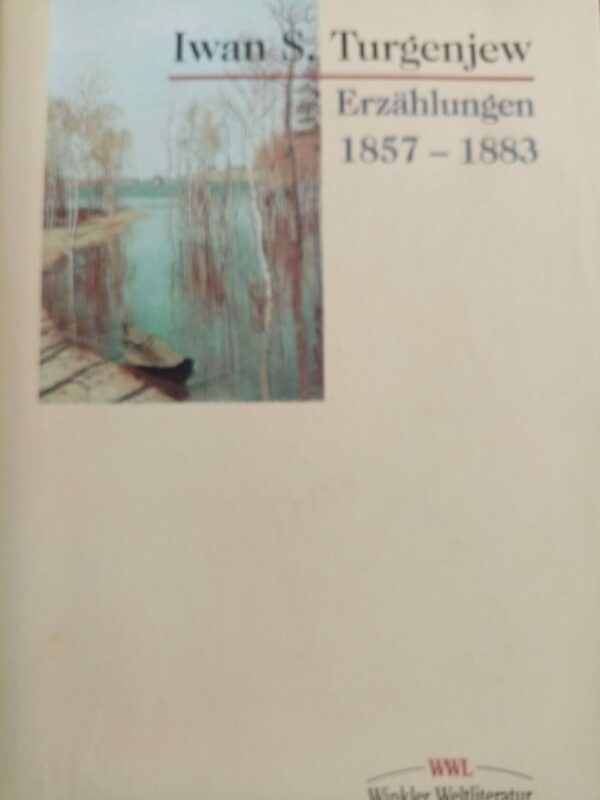 Iwan S. Turgenjew
Erzählungen
1857 – 1883
WWL
Winkler Weltliteratur